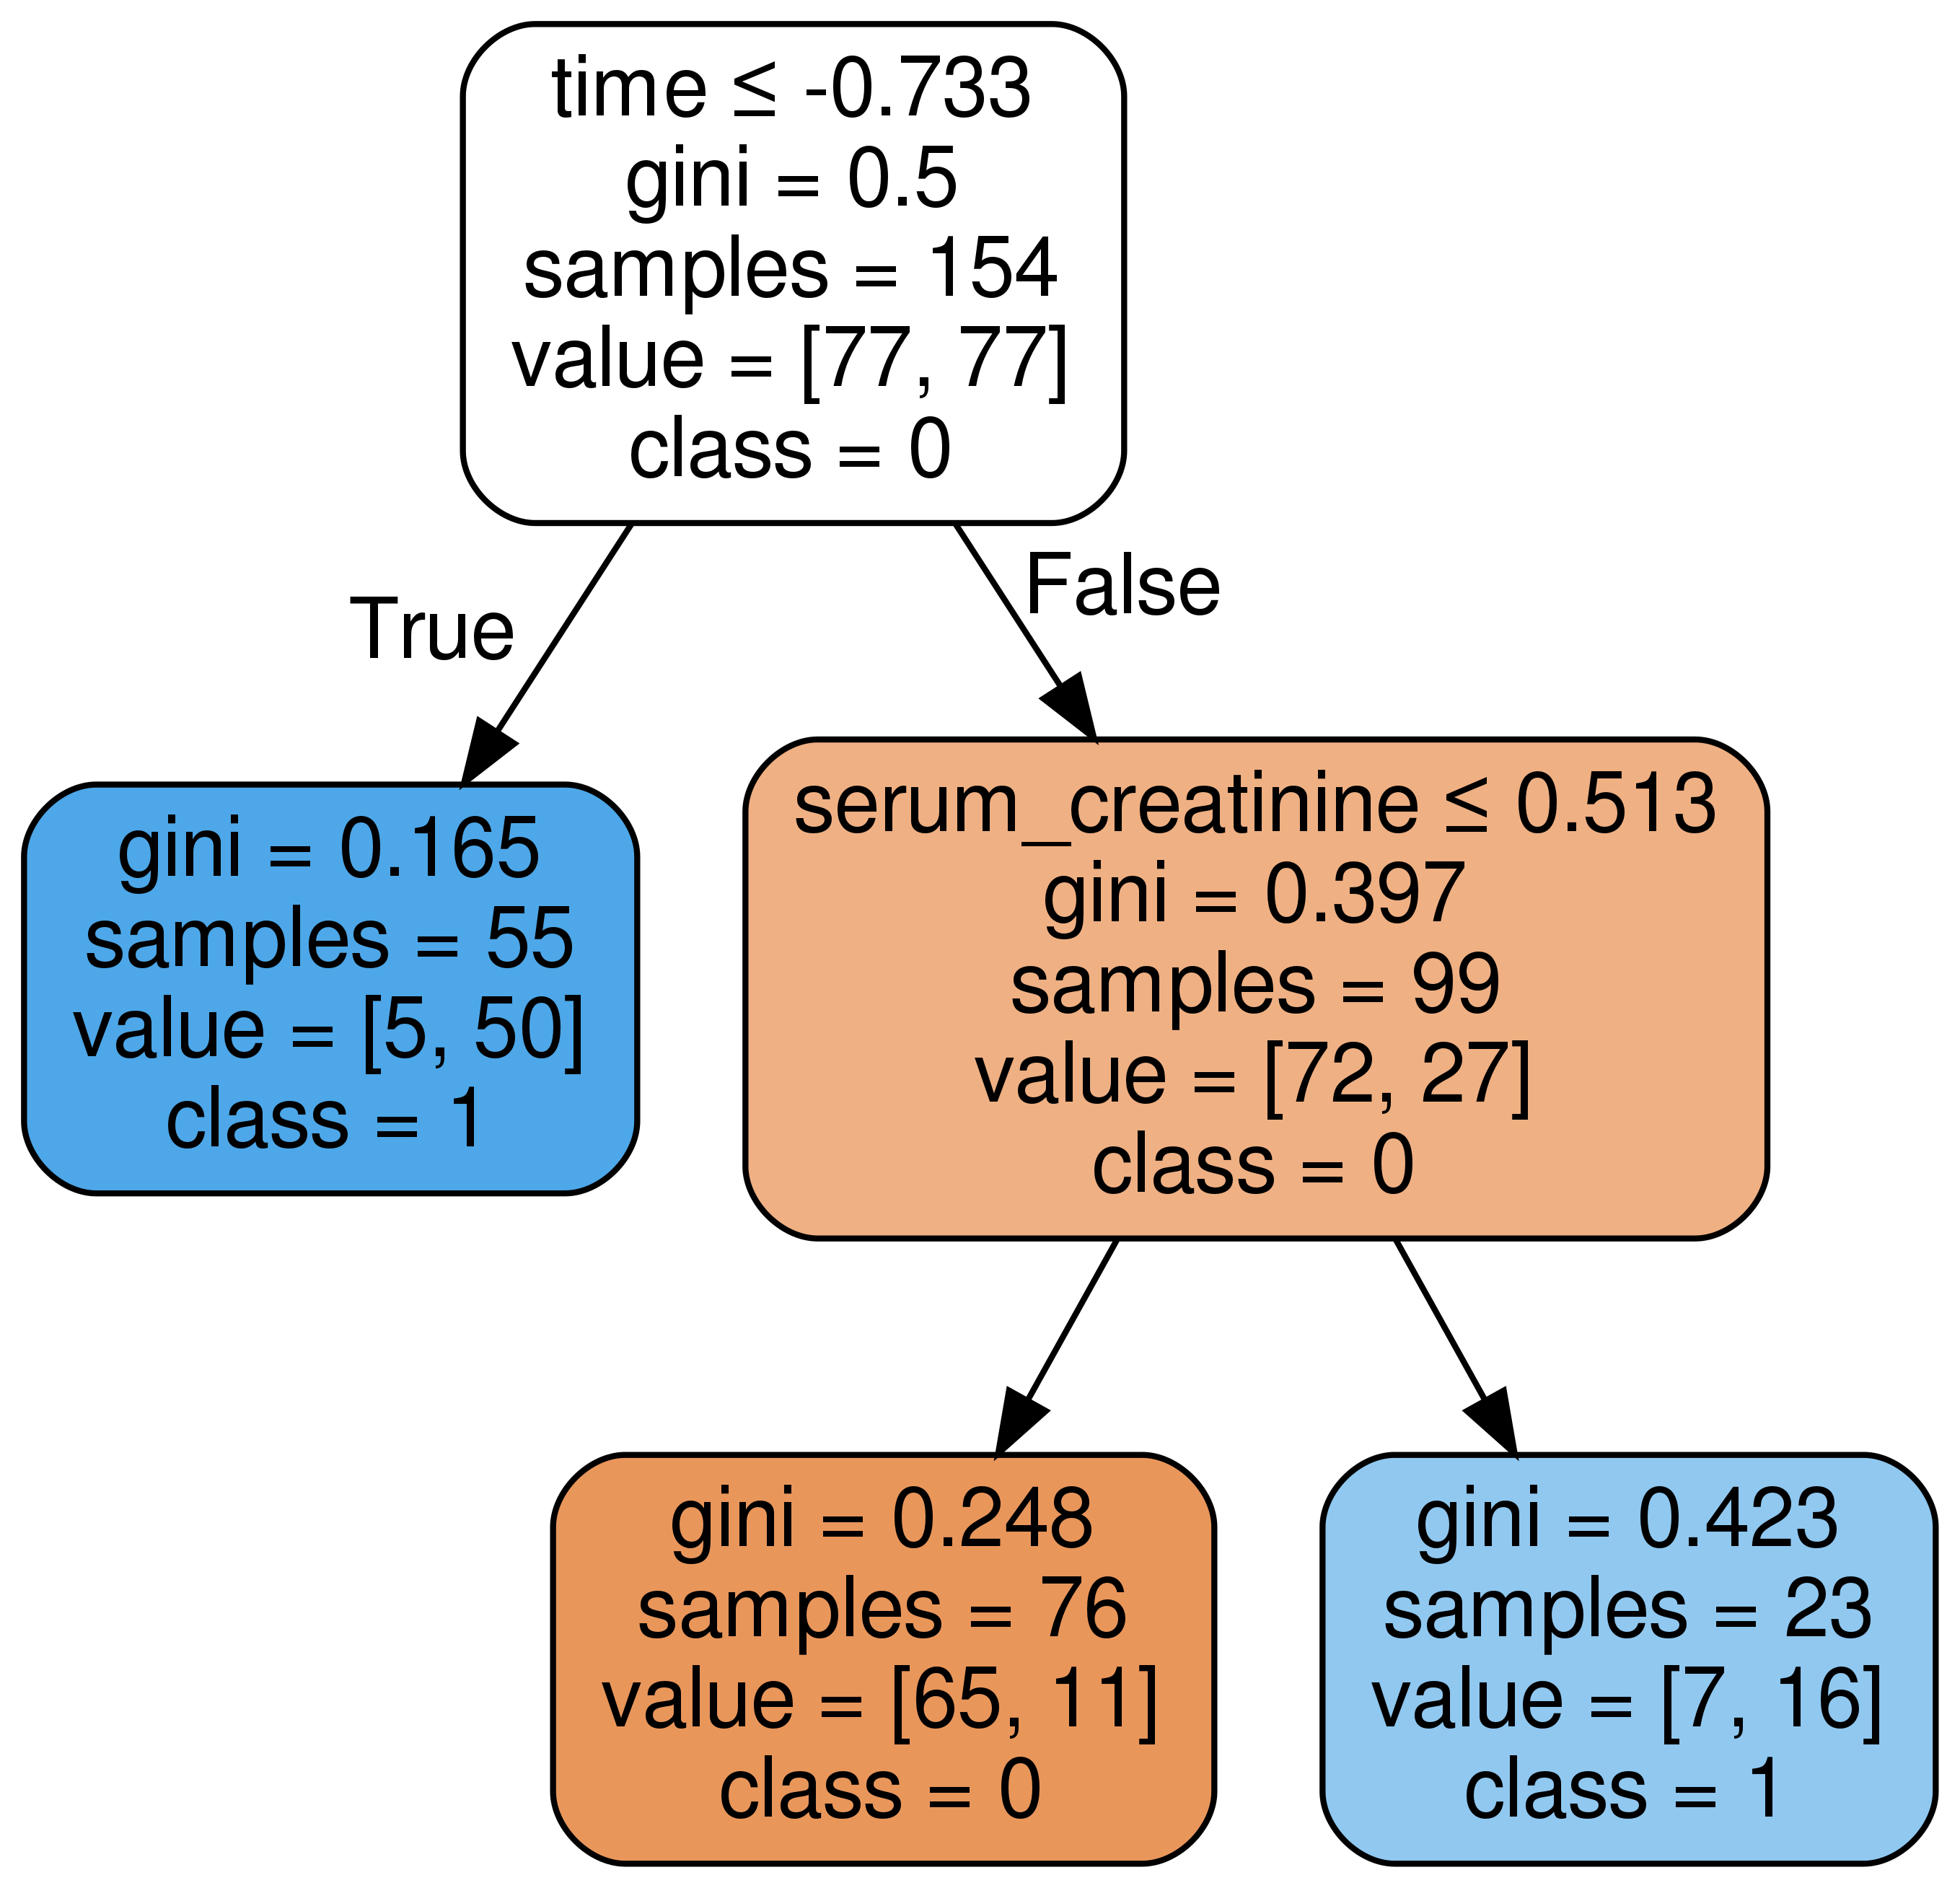 time ≤ -0.733
gini = 0.5
samples = 154
value = [77, 77]
class = 0
True
False
gini = 0.165
samples = 55
value = [5, 50]
class = 1
serum_creatinine ≤ 0.513
gini = 0.397
samples = 99
value = [72, 27]
class = 0
gini = 0.248
samples = 76
value = [65, 11]
class = 0
gini = 0.423
samples = 23
value = [7, 16]
class = 1